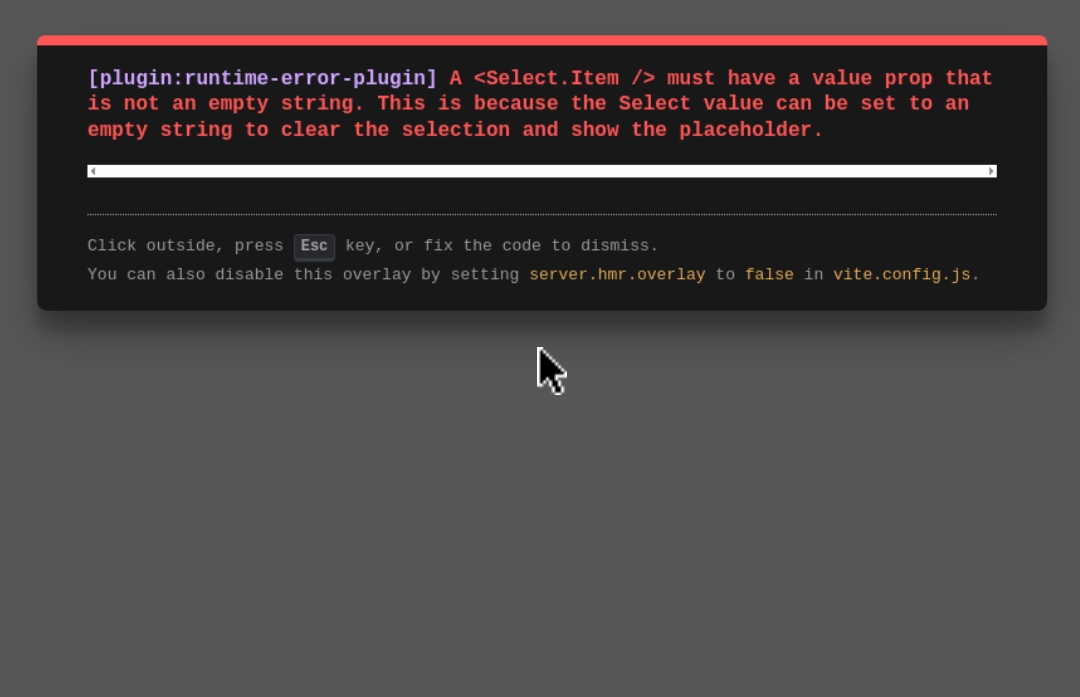 [plugin:runtime-error-plugin] A <Select.Item /> must have a value prop that
is not an empty string. This is because the Select value can be set to an
empty string to clear the selection and show the placeholder.
Click outside, press Esc key, or fix the code to dismiss.
You can also disable this overlay by setting server.hmr.overlay to false in vite.config.js.